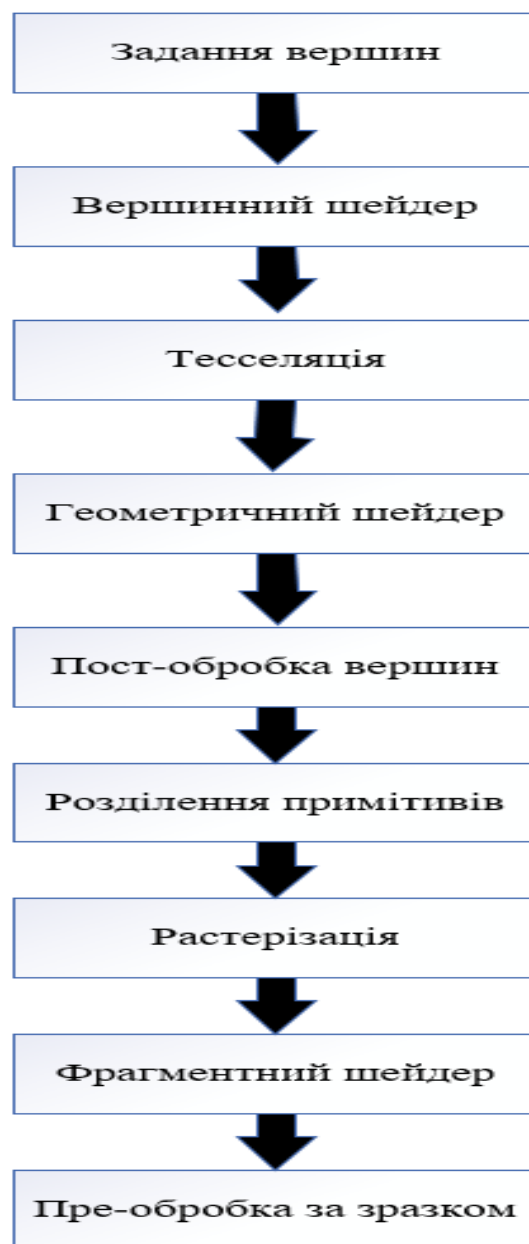 Задання вершин
Вершинний шейдер
Тесселяція
Геометричний шейдер
Пост-обробка вершин
Розділення примітивів
Растерізація
Фрагментний шейдер
Пре-обробка за зразком